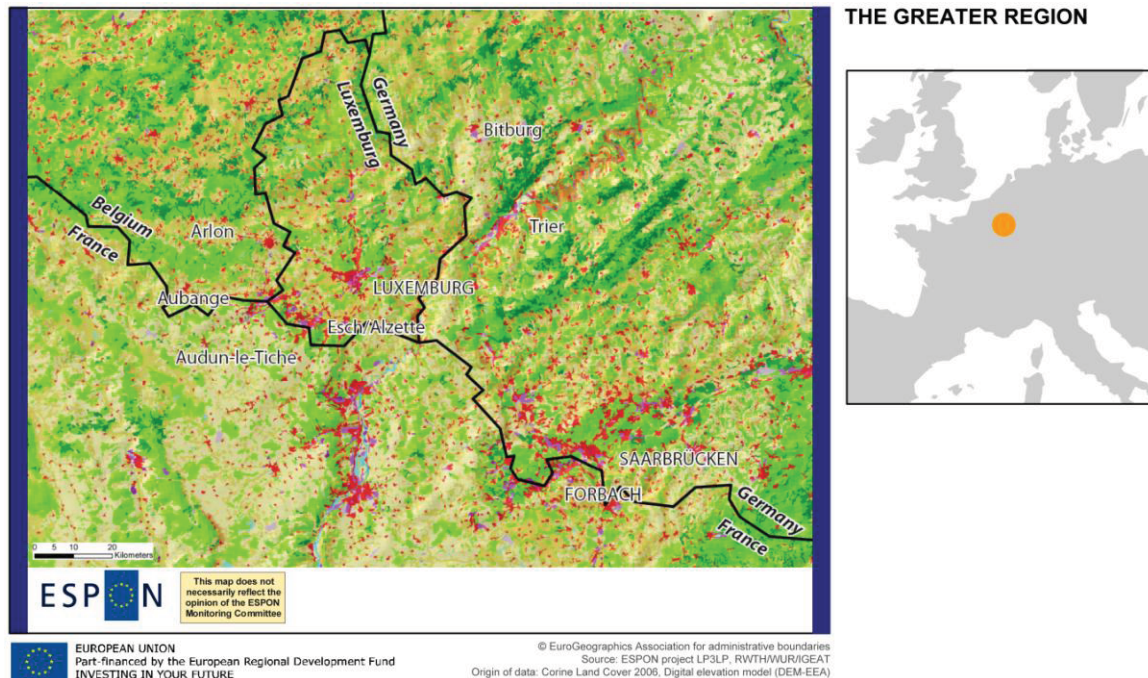 THE GREATER REGION
Germany
Luxemburg
Bitburg
Belgium
France
Arlon
Trier
LUXEMBURG
Aubange
Esch/Alzette
Audun-le-Tiche
SAARBRÜCKEN
FORBACH
Germany
France
0 5 10 20
Kilometers
ESPON
This map does not
necessarily reflect the
opinion of the ESPON
Monitoring Committee
EUROPEAN UNION
Part-financed by the European Regional Development Fund
INVESTING IN YOUR FUTURE
© EuroGeographics Association for administrative boundaries
Source: ESPON project LP3LP, RWTH/WUR/IGEAT
Origin of data: Corine Land Cover 2006, Digital elevation model (DEM-EEA)